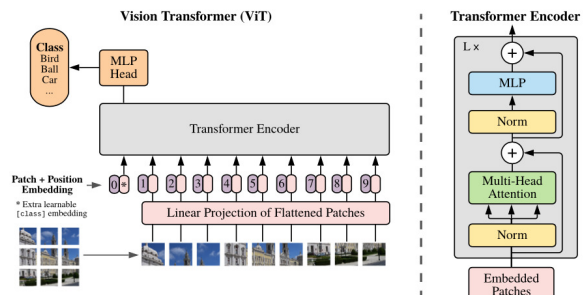 Vision Transformer (ViT)
Class
Bird
Ball
Car
...
MLP
Head
Transformer Encoder
Patch + Position
Embedding
* Extra learnable
[class] embedding
0 * 1 2 3 4 5 6 7 8 9
Linear Projection of Flattened Patches
Transformer Encoder
L x
+
MLP
Norm
+
Multi-Head
Attention
Norm
Embedded
Patches